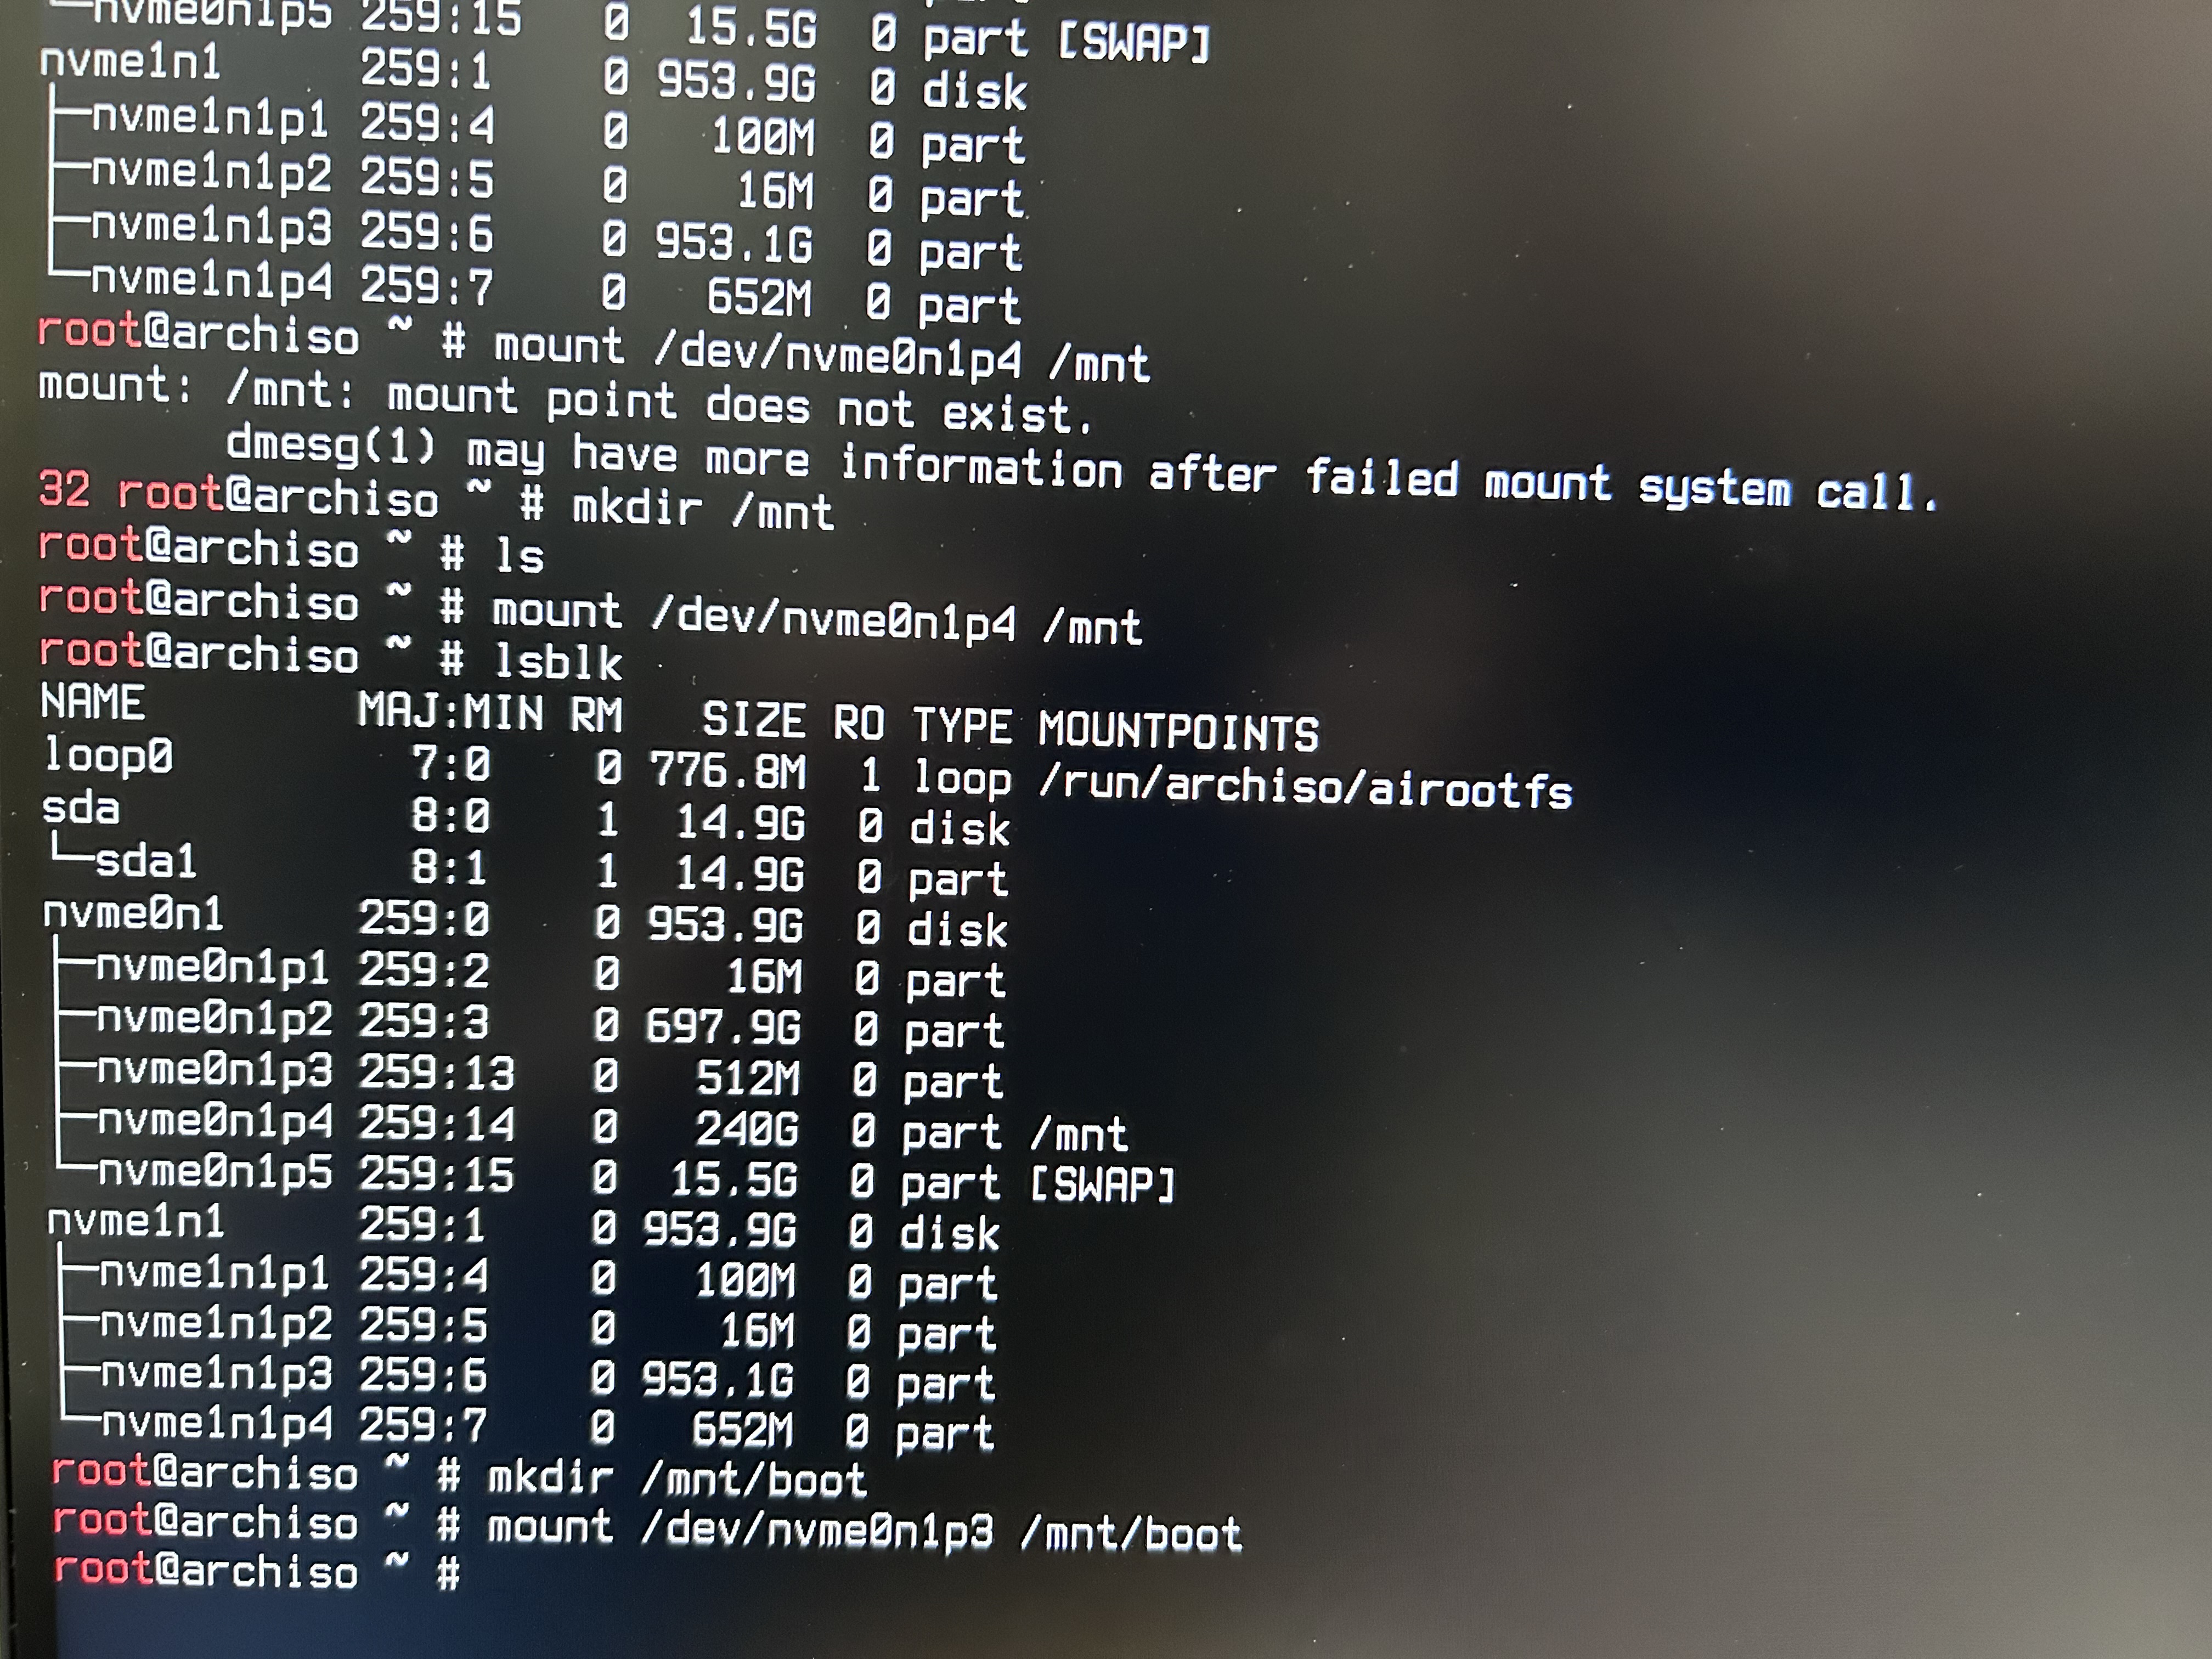 └─nvme0n1p5 259:15 0 15.5G 0 part [SWAP]
nvme1n1 259:1 0 953.9G 0 disk
├─nvme1n1p1 259:4 0 100M 0 part
├─nvme1n1p2 259:5 0 16M 0 part
├─nvme1n1p3 259:6 0 953.1G 0 part
└─nvme1n1p4 259:7 0 652M 0 part
root@archiso ~ # mount /dev/nvme0n1p4 /mnt
mount: /mnt: mount point does not exist.
dmesg(1) may have more information after failed mount system call.
32 root@archiso ~ # mkdir /mnt
root@archiso ~ # ls
root@archiso ~ # mount /dev/nvme0n1p4 /mnt
root@archiso ~ # lsblk
NAME MAJ:MIN RM SIZE RO TYPE MOUNTPOINTS
loop0 7:0 0 776.8M 1 loop /run/archiso/airootfs
sda 8:0 1 14.9G 0 disk
└─sda1 8:1 1 14.9G 0 part
nvme0n1 259:0 0 953.9G 0 disk
├─nvme0n1p1 259:2 0 16M 0 part
├─nvme0n1p2 259:3 0 697.9G 0 part
├─nvme0n1p3 259:13 0 512M 0 part
├─nvme0n1p4 259:14 0 240G 0 part /mnt
└─nvme0n1p5 259:15 0 15.5G 0 part [SWAP]
nvme1n1 259:1 0 953.9G 0 disk
├─nvme1n1p1 259:4 0 100M 0 part
├─nvme1n1p2 259:5 0 16M 0 part
├─nvme1n1p3 259:6 0 953.1G 0 part
└─nvme1n1p4 259:7 0 652M 0 part
root@archiso ~ # mkdir /mnt/boot
root@archiso ~ # mount /dev/nvme0n1p3 /mnt/boot
root@archiso ~ #